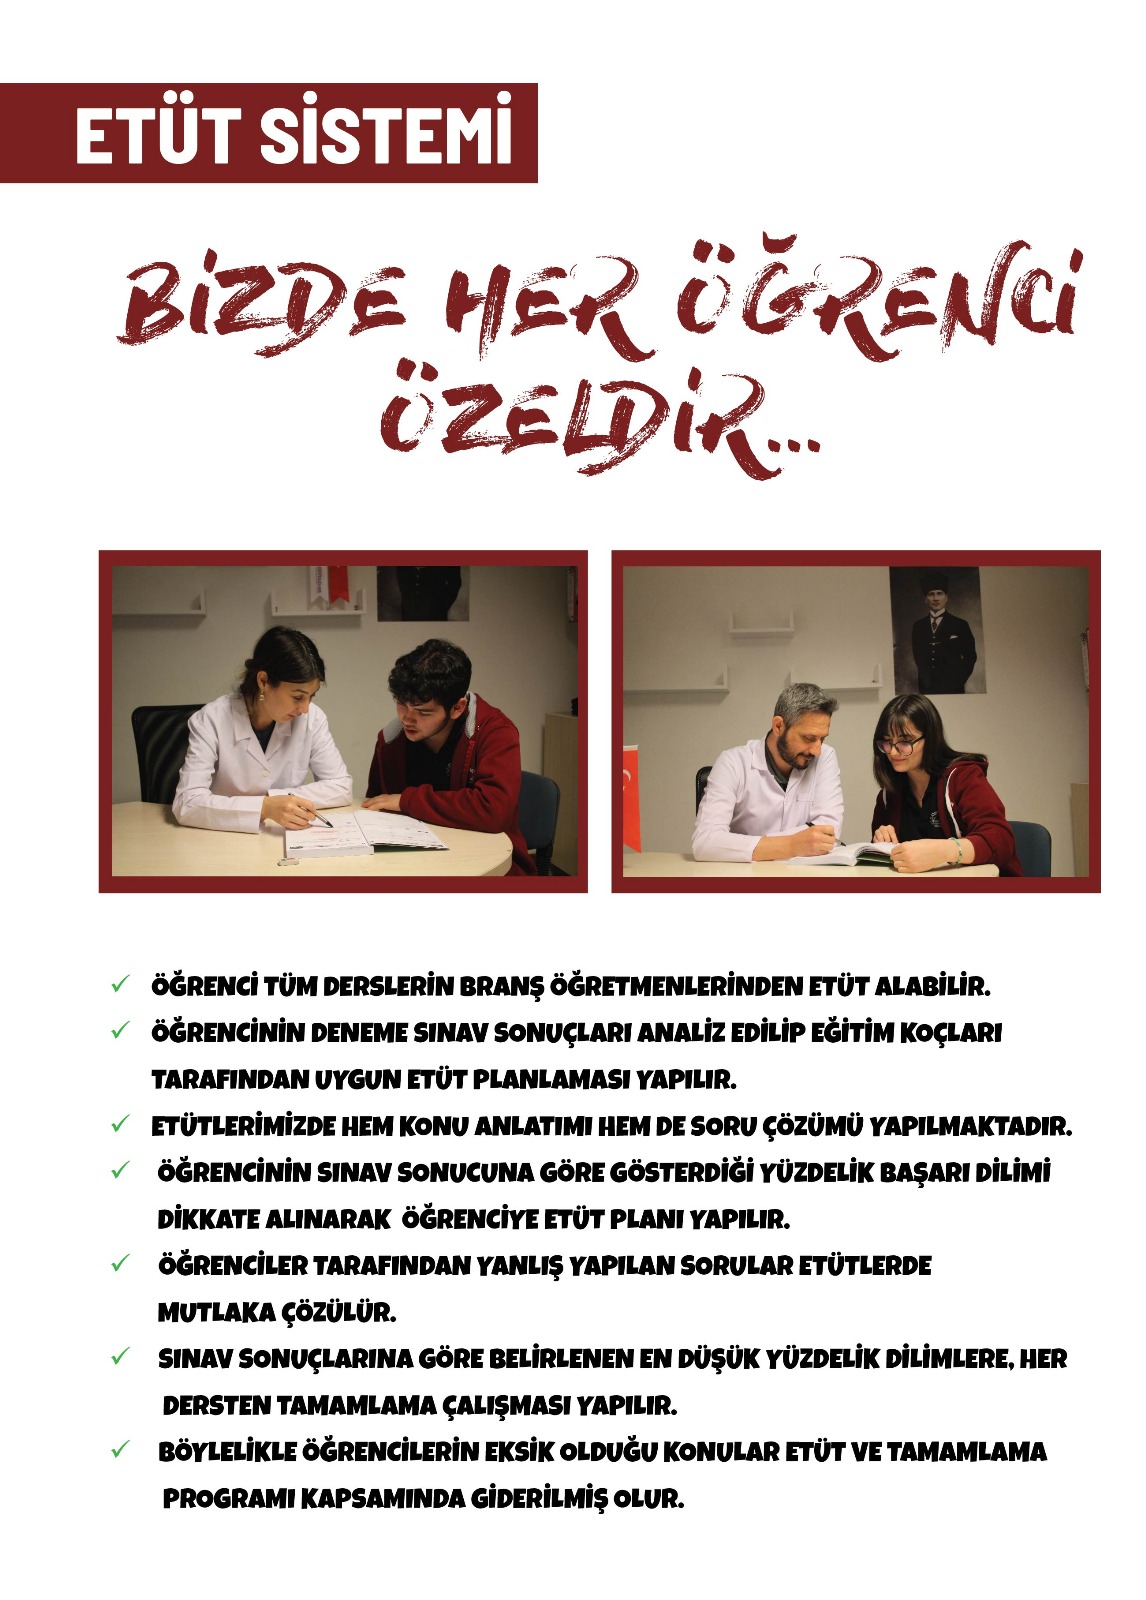 ETÜT SİSTEMİ
BİZDE HER ÖĞRENCİ
ÖZELDİR...
ÖĞRENCİ TÜM DERSLERİN BRANŞ ÖĞRETMENLERİNDEN ETÜT ALABİLİR.
ÖĞRENCİNİN DENEME SINAV SONUÇLARI ANALİZ EDİLİP EĞİTİM KOÇLARI
TARAFINDAN UYGUN ETÜT PLANLAMASI YAPILIR.
ETÜTLERİMİZDE HEM KONU ANLATIMI HEM DE SORU ÇÖZÜMÜ YAPILMAKTADIR.
ÖĞRENCİNİN SINAV SONUCUNA GÖRE GÖSTERDİĞİ YÜZDELİK BAŞARI DİLİMİ
DİKKATE ALINARAK ÖĞRENCİYE ETÜT PLANI YAPILIR.
ÖĞRENCİLER TARAFINDAN YANLIŞ YAPILAN SORULAR ETÜTLERDE
MUTLAKA ÇÖZÜLÜR.
SINAV SONUÇLARINA GÖRE BELİRLENEN EN DÜŞÜK YÜZDELİK DİLİMLERE, HER
DERSTEN TAMAMLAMA ÇALIŞMASI YAPILIR.
BÖYLELİKLE ÖĞRENCİLERİN EKSİK OLDUĞU KONULAR ETÜT VE TAMAMLAMA
PROGRAMI KAPSAMINDA GİDERİLMİŞ OLUR.